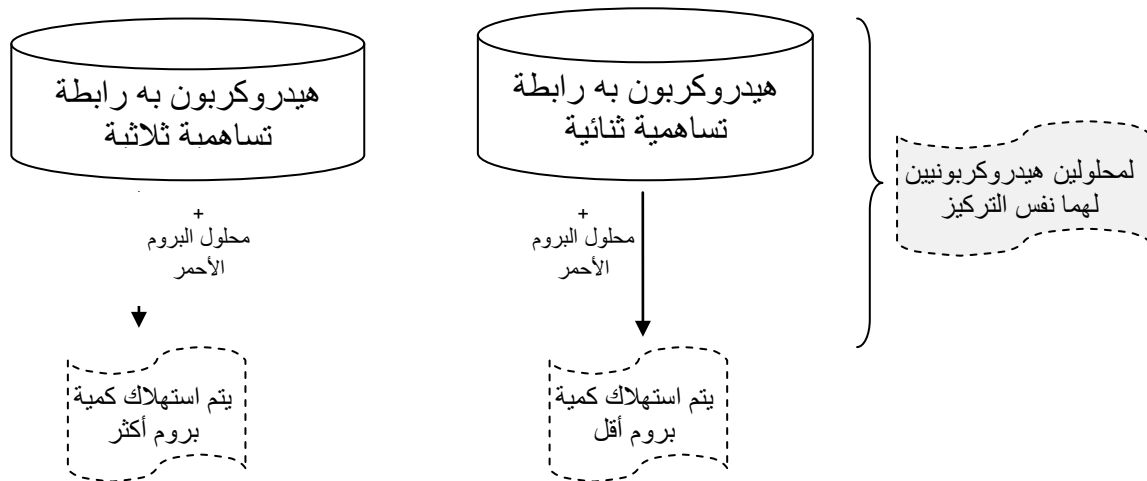 هيدروكربون به رابطة
تساهمية ثنائية
هيدروكربون به رابطة
تساهمية ثلاثية
لمحلولين هيدروكربونيين
لهما نفس التركيز
+
محلول البروم
الأحمر
+
محلول البروم
الأحمر
يتم استهلاك كمية
بروم أقل
يتم استهلاك كمية
بروم أكثر